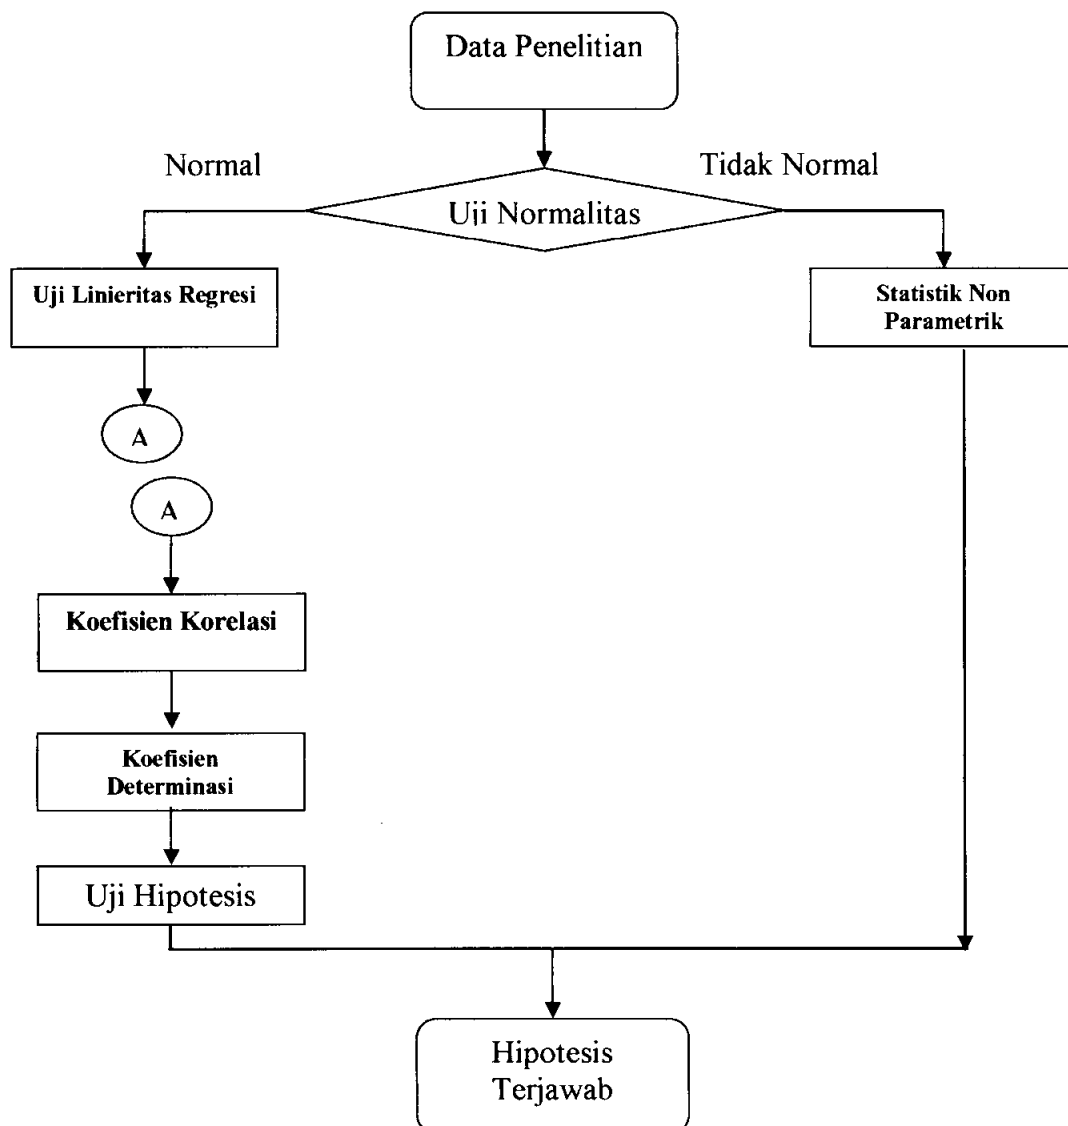 Data Penelitian
Normal
Tidak Normal
Uji Normalitas
Uji Linieritas Regresi
Statistik Non
Parametrik
A
A
Koefisien Korelasi
Koefisien
Determinasi
Uji Hipotesis
Hipotesis
Terjawab